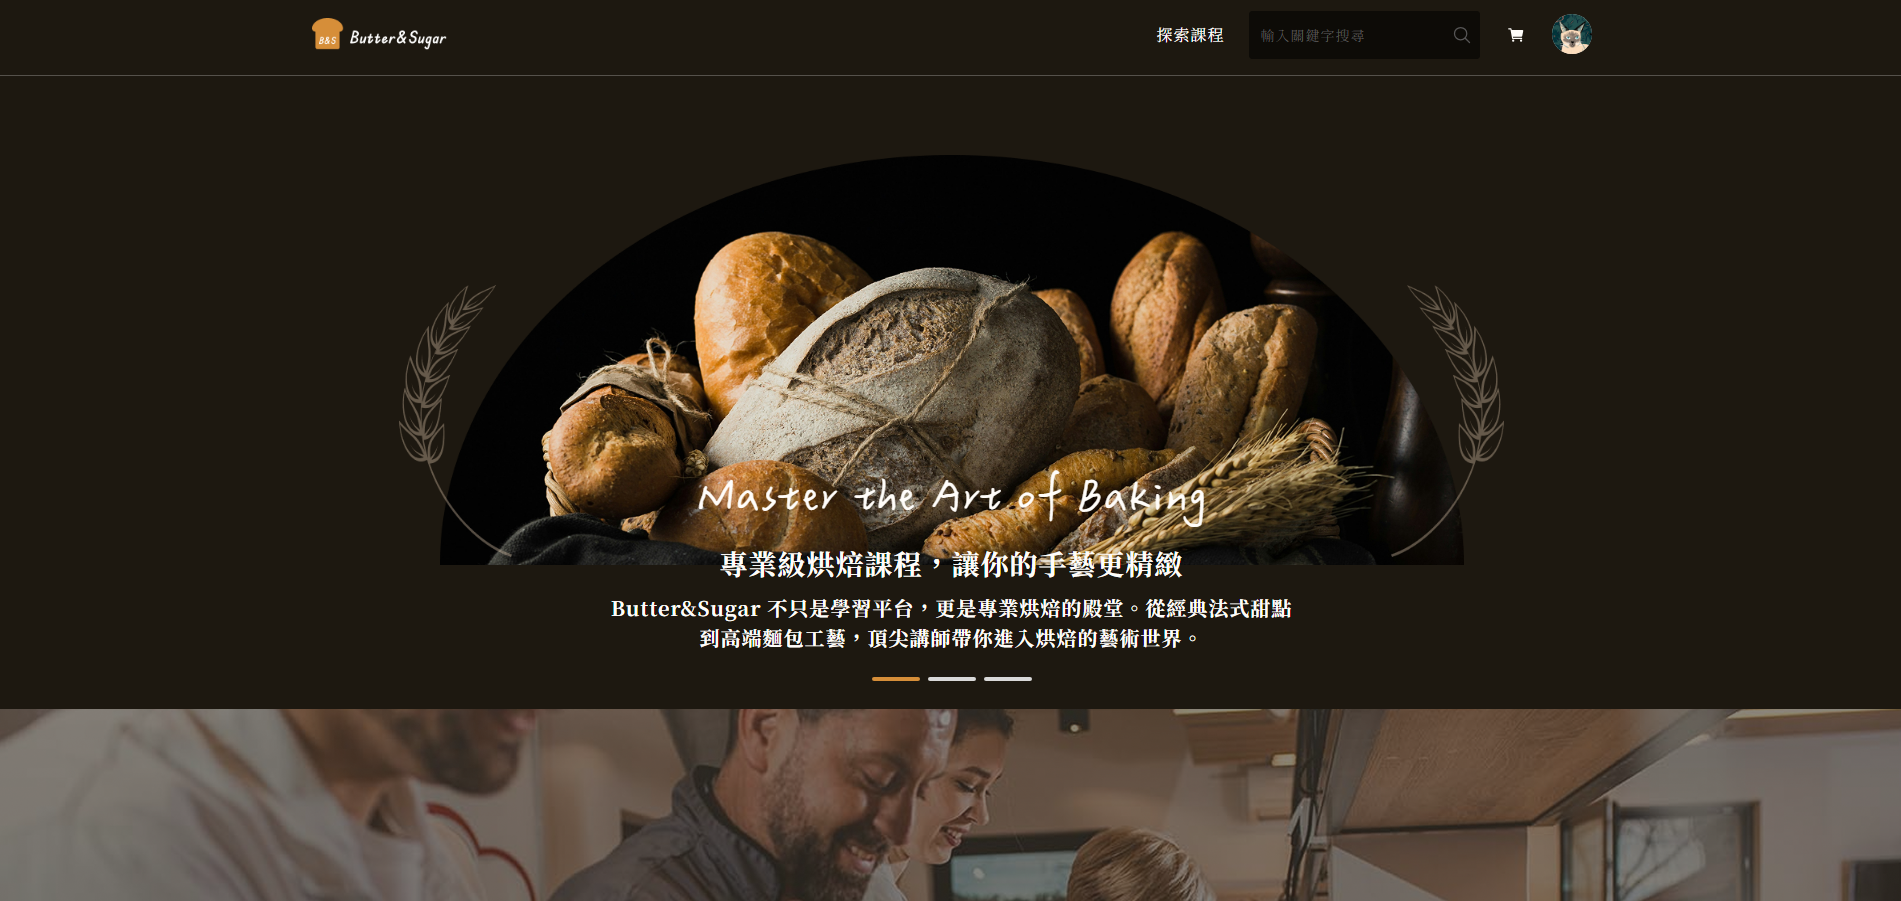 B&S Butter&Sugar
探索課程
輸入關鍵字搜尋
Master the Art of Baking
專業級烘焙課程，讓你的手藝更精緻
Butter&Sugar 不只是學習平台，更是專業烘焙的殿堂。從經典法式甜點
到高端麵包工藝，頂尖講師帶你進入烘焙的藝術世界。